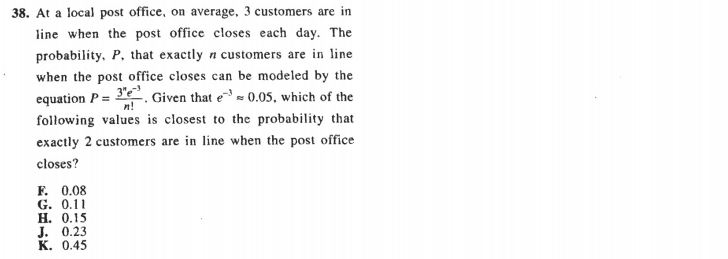 38. At a local post office, on average, 3 customers are in
line when the post office closes each day. The
probability, P, that exactly n customers are in line
when the post office closes can be modeled by the
equation P = 3ⁿe⁻³/n!. Given that e⁻³ ≈ 0.05, which of the
following values is closest to the probability that
exactly 2 customers are in line when the post office
closes?
F. 0.08
G. 0.11
H. 0.15
J. 0.23
K. 0.45